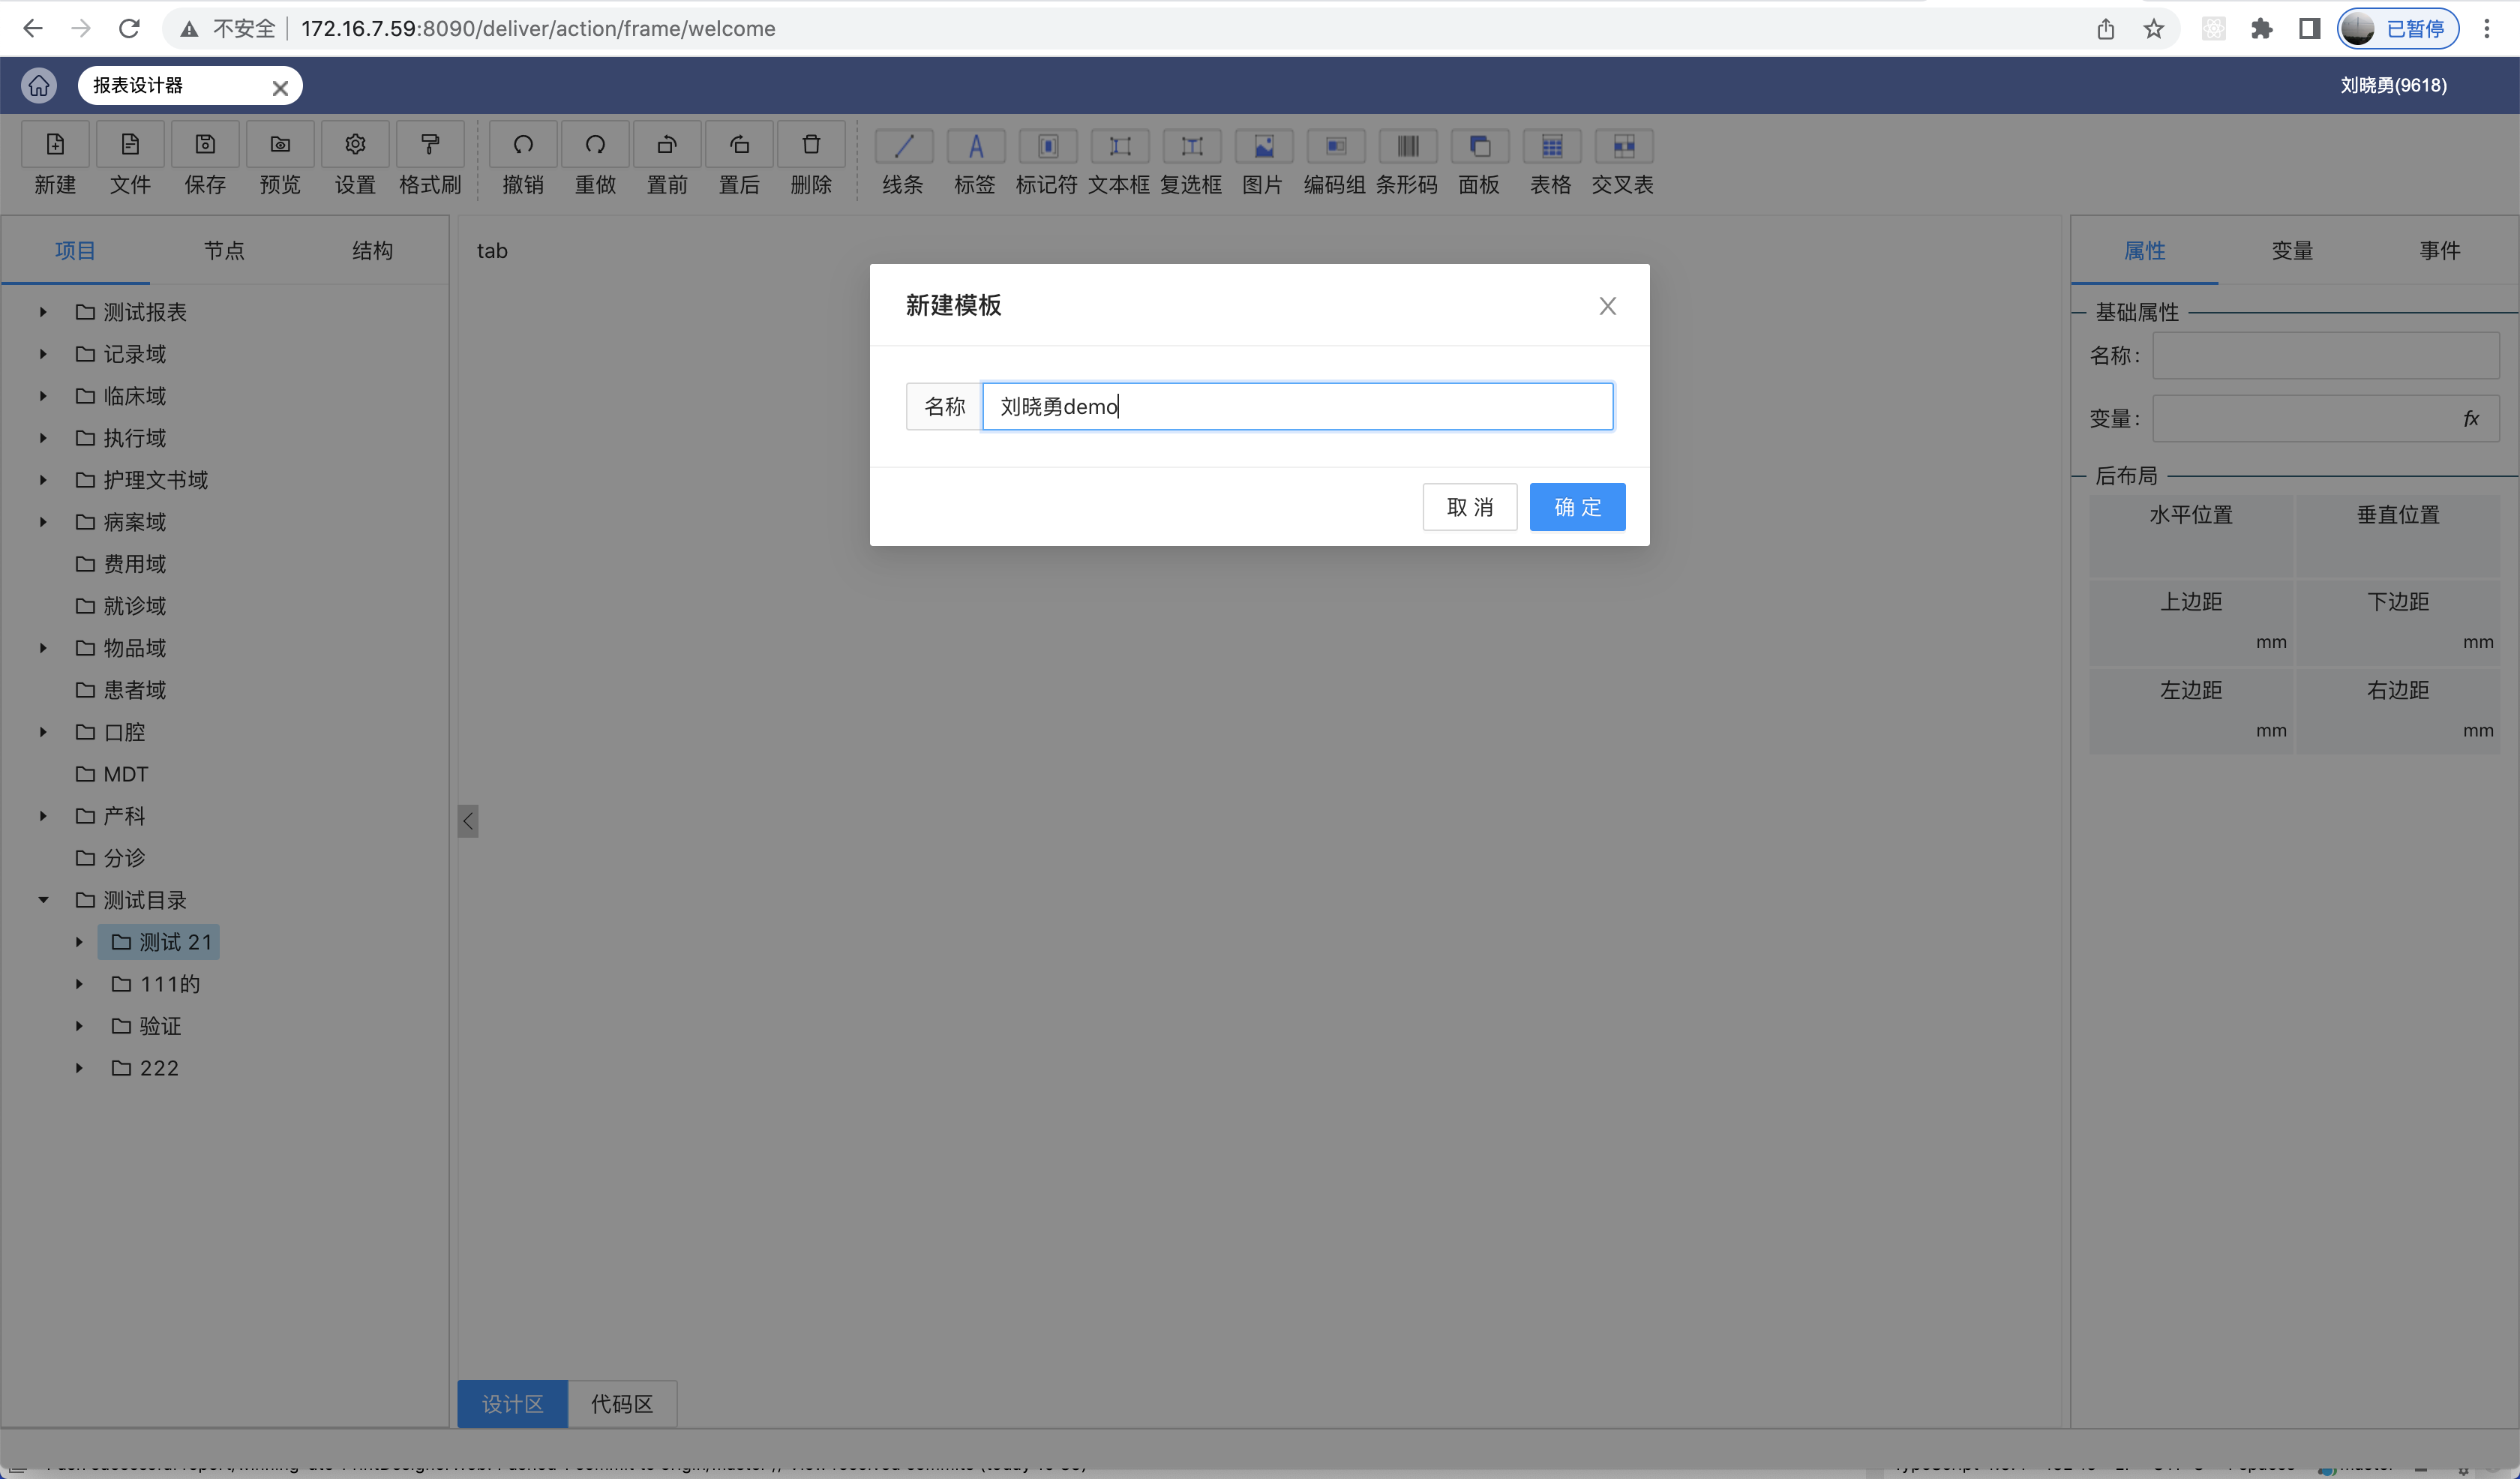 不安全 172.16.7.59:8090/deliver/action/frame/welcome 已暂停
报表设计器 刘晓勇(9618)
新建 文件 保存 预览 设置 格式刷 撤销 重做 置前 置后 删除 线条 标签 标记符 文本框 复选框 图片 编码组 条形码 面板 表格 交叉表
项目 节点 结构
tab
属性 变量 事件
测试报表
记录域
临床域
执行域
护理文书域
病案域
费用域
就诊域
物品域
患者域
口腔
MDT
产科
分诊
测试目录
测试 21
111的
验证
222
新建模板
名称 刘晓勇demo
取 消 确 定
基础属性
名称:
变量: fx
后布局
水平位置 垂直位置
上边距 下边距
mm mm
左边距 右边距
mm mm
设计区 代码区